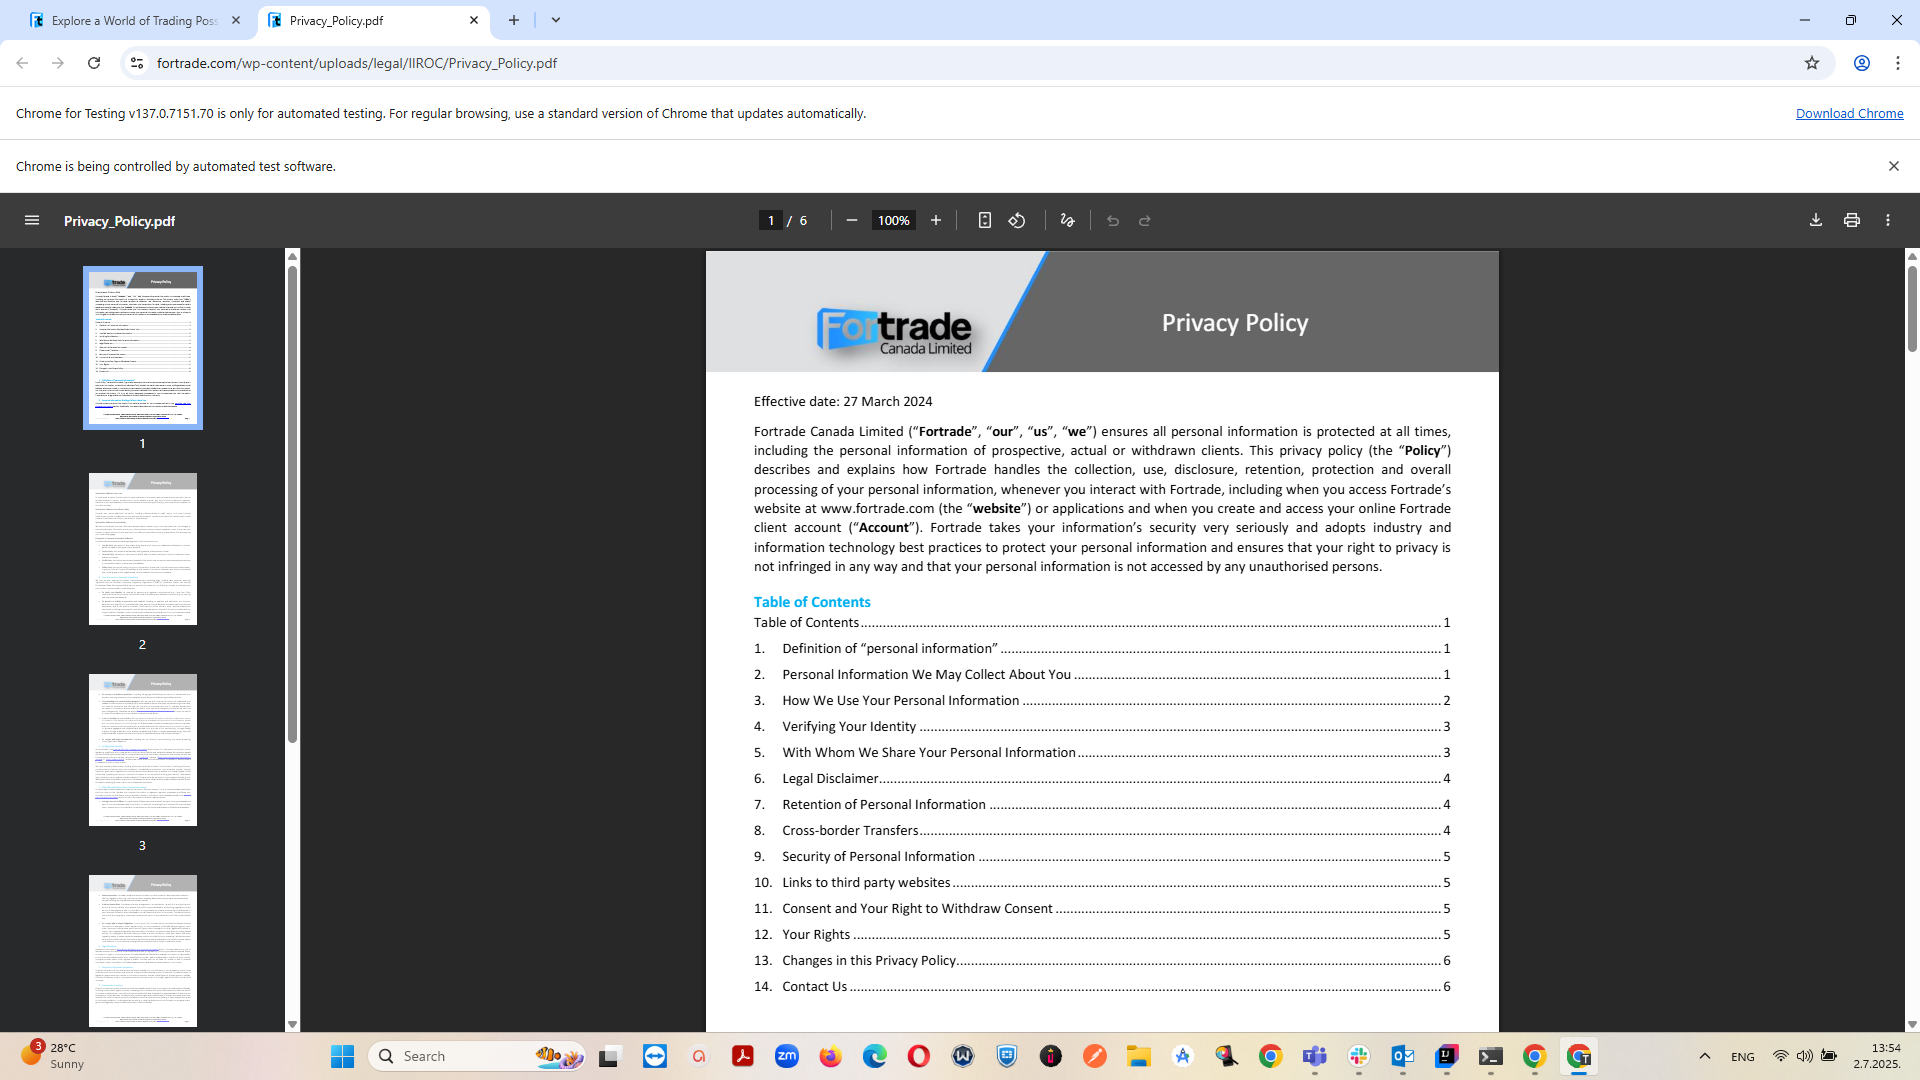 Explore a World of Trading Poss
Privacy_Policy.pdf
fortrade.com/wp-content/uploads/legal/IIROC/Privacy_Policy.pdf
Chrome for Testing v137.0.7151.70 is only for automated testing. For regular browsing, use a standard version of Chrome that updates automatically.
Download Chrome
Chrome is being controlled by automated test software.
Privacy_Policy.pdf
1 / 6
100%
1
2
3
Fortrade
Canada Limited
Privacy Policy
Effective date: 27 March 2024
Fortrade Canada Limited (“Fortrade”, “our”, “us”, “we”) ensures all personal information is protected at all times,
including the personal information of prospective, actual or withdrawn clients. This privacy policy (the “Policy”)
describes and explains how Fortrade handles the collection, use, disclosure, retention, protection and overall
processing of your personal information, whenever you interact with Fortrade, including when you access Fortrade’s
website at www.fortrade.com (the “website”) or applications and when you create and access your online Fortrade
client account (“Account”). Fortrade takes your information’s security very seriously and adopts industry and
information technology best practices to protect your personal information and ensures that your right to privacy is
not infringed in any way and that your personal information is not accessed by any unauthorised persons.
Table of Contents
Table of Contents 1
1. Definition of “personal information” 1
2. Personal Information We May Collect About You 1
3. How We Use Your Personal Information 2
4. Verifying Your Identity 3
5. With Whom We Share Your Personal Information 3
6. Legal Disclaimer 4
7. Retention of Personal Information 4
8. Cross-border Transfers 4
9. Security of Personal Information 5
10. Links to third party websites 5
11. Consent and Your Right to Withdraw Consent 5
12. Your Rights 5
13. Changes in this Privacy Policy 6
14. Contact Us 6
3
28°C
Sunny
Search
zm
ENG
13:54
2.7.2025.